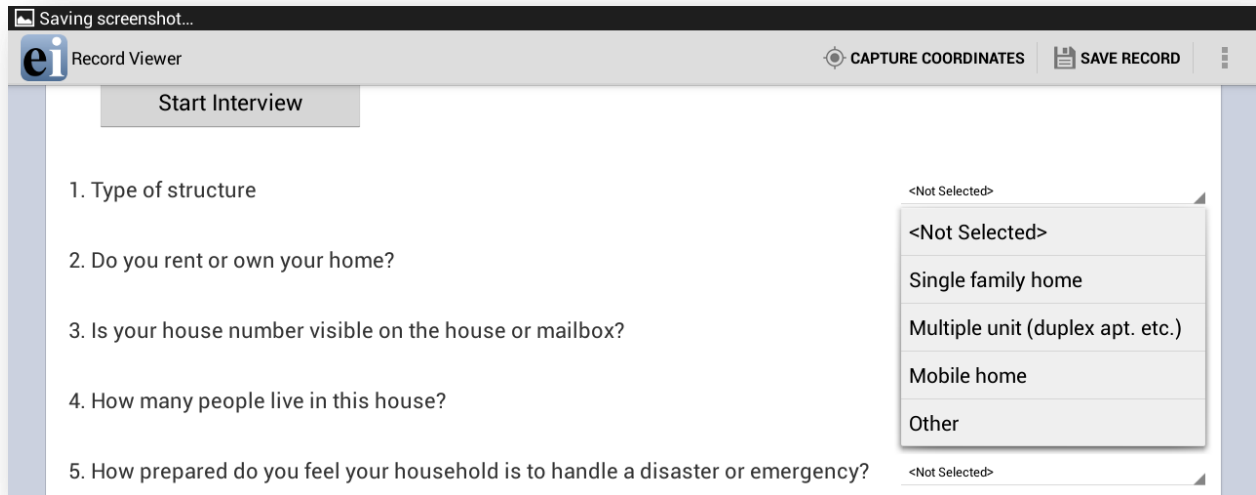 Saving screenshot...
ei Record Viewer CAPTURE COORDINATES SAVE RECORD
Start Interview
1. Type of structure <Not Selected>
<Not Selected>
2. Do you rent or own your home?
Single family home
3. Is your house number visible on the house or mailbox? Multiple unit (duplex apt. etc.)
Mobile home
4. How many people live in this house?
Other
5. How prepared do you feel your household is to handle a disaster or emergency? <Not Selected>